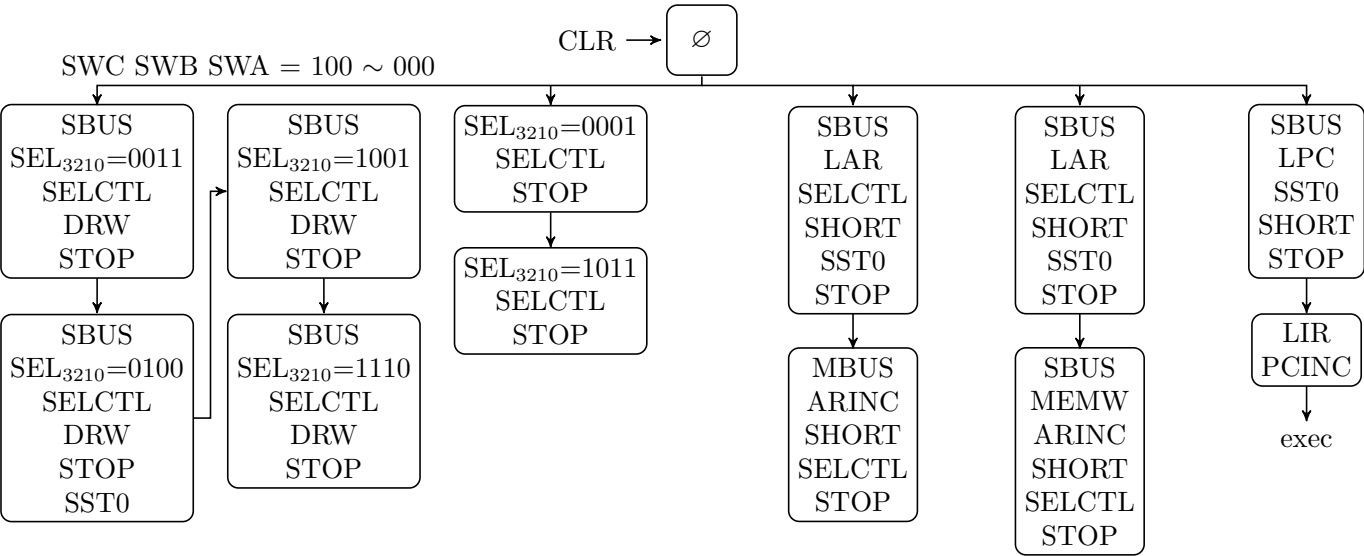 CLR
∅
SWC SWB SWA = 100 ∼ 000
SBUS
SEL3210=0011
SELCTL
DRW
STOP
SBUS
SEL3210=0100
SELCTL
DRW
STOP
SST0
SBUS
SEL3210=1001
SELCTL
DRW
STOP
SBUS
SEL3210=1110
SELCTL
DRW
STOP
SEL3210=0001
SELCTL
STOP
SEL3210=1011
SELCTL
STOP
SBUS
LAR
SELCTL
SHORT
SST0
STOP
MBUS
ARINC
SHORT
SELCTL
STOP
SBUS
LAR
SELCTL
SHORT
SST0
STOP
SBUS
MEMW
ARINC
SHORT
SELCTL
STOP
SBUS
LPC
SST0
SHORT
STOP
LIR
PCINC
exec